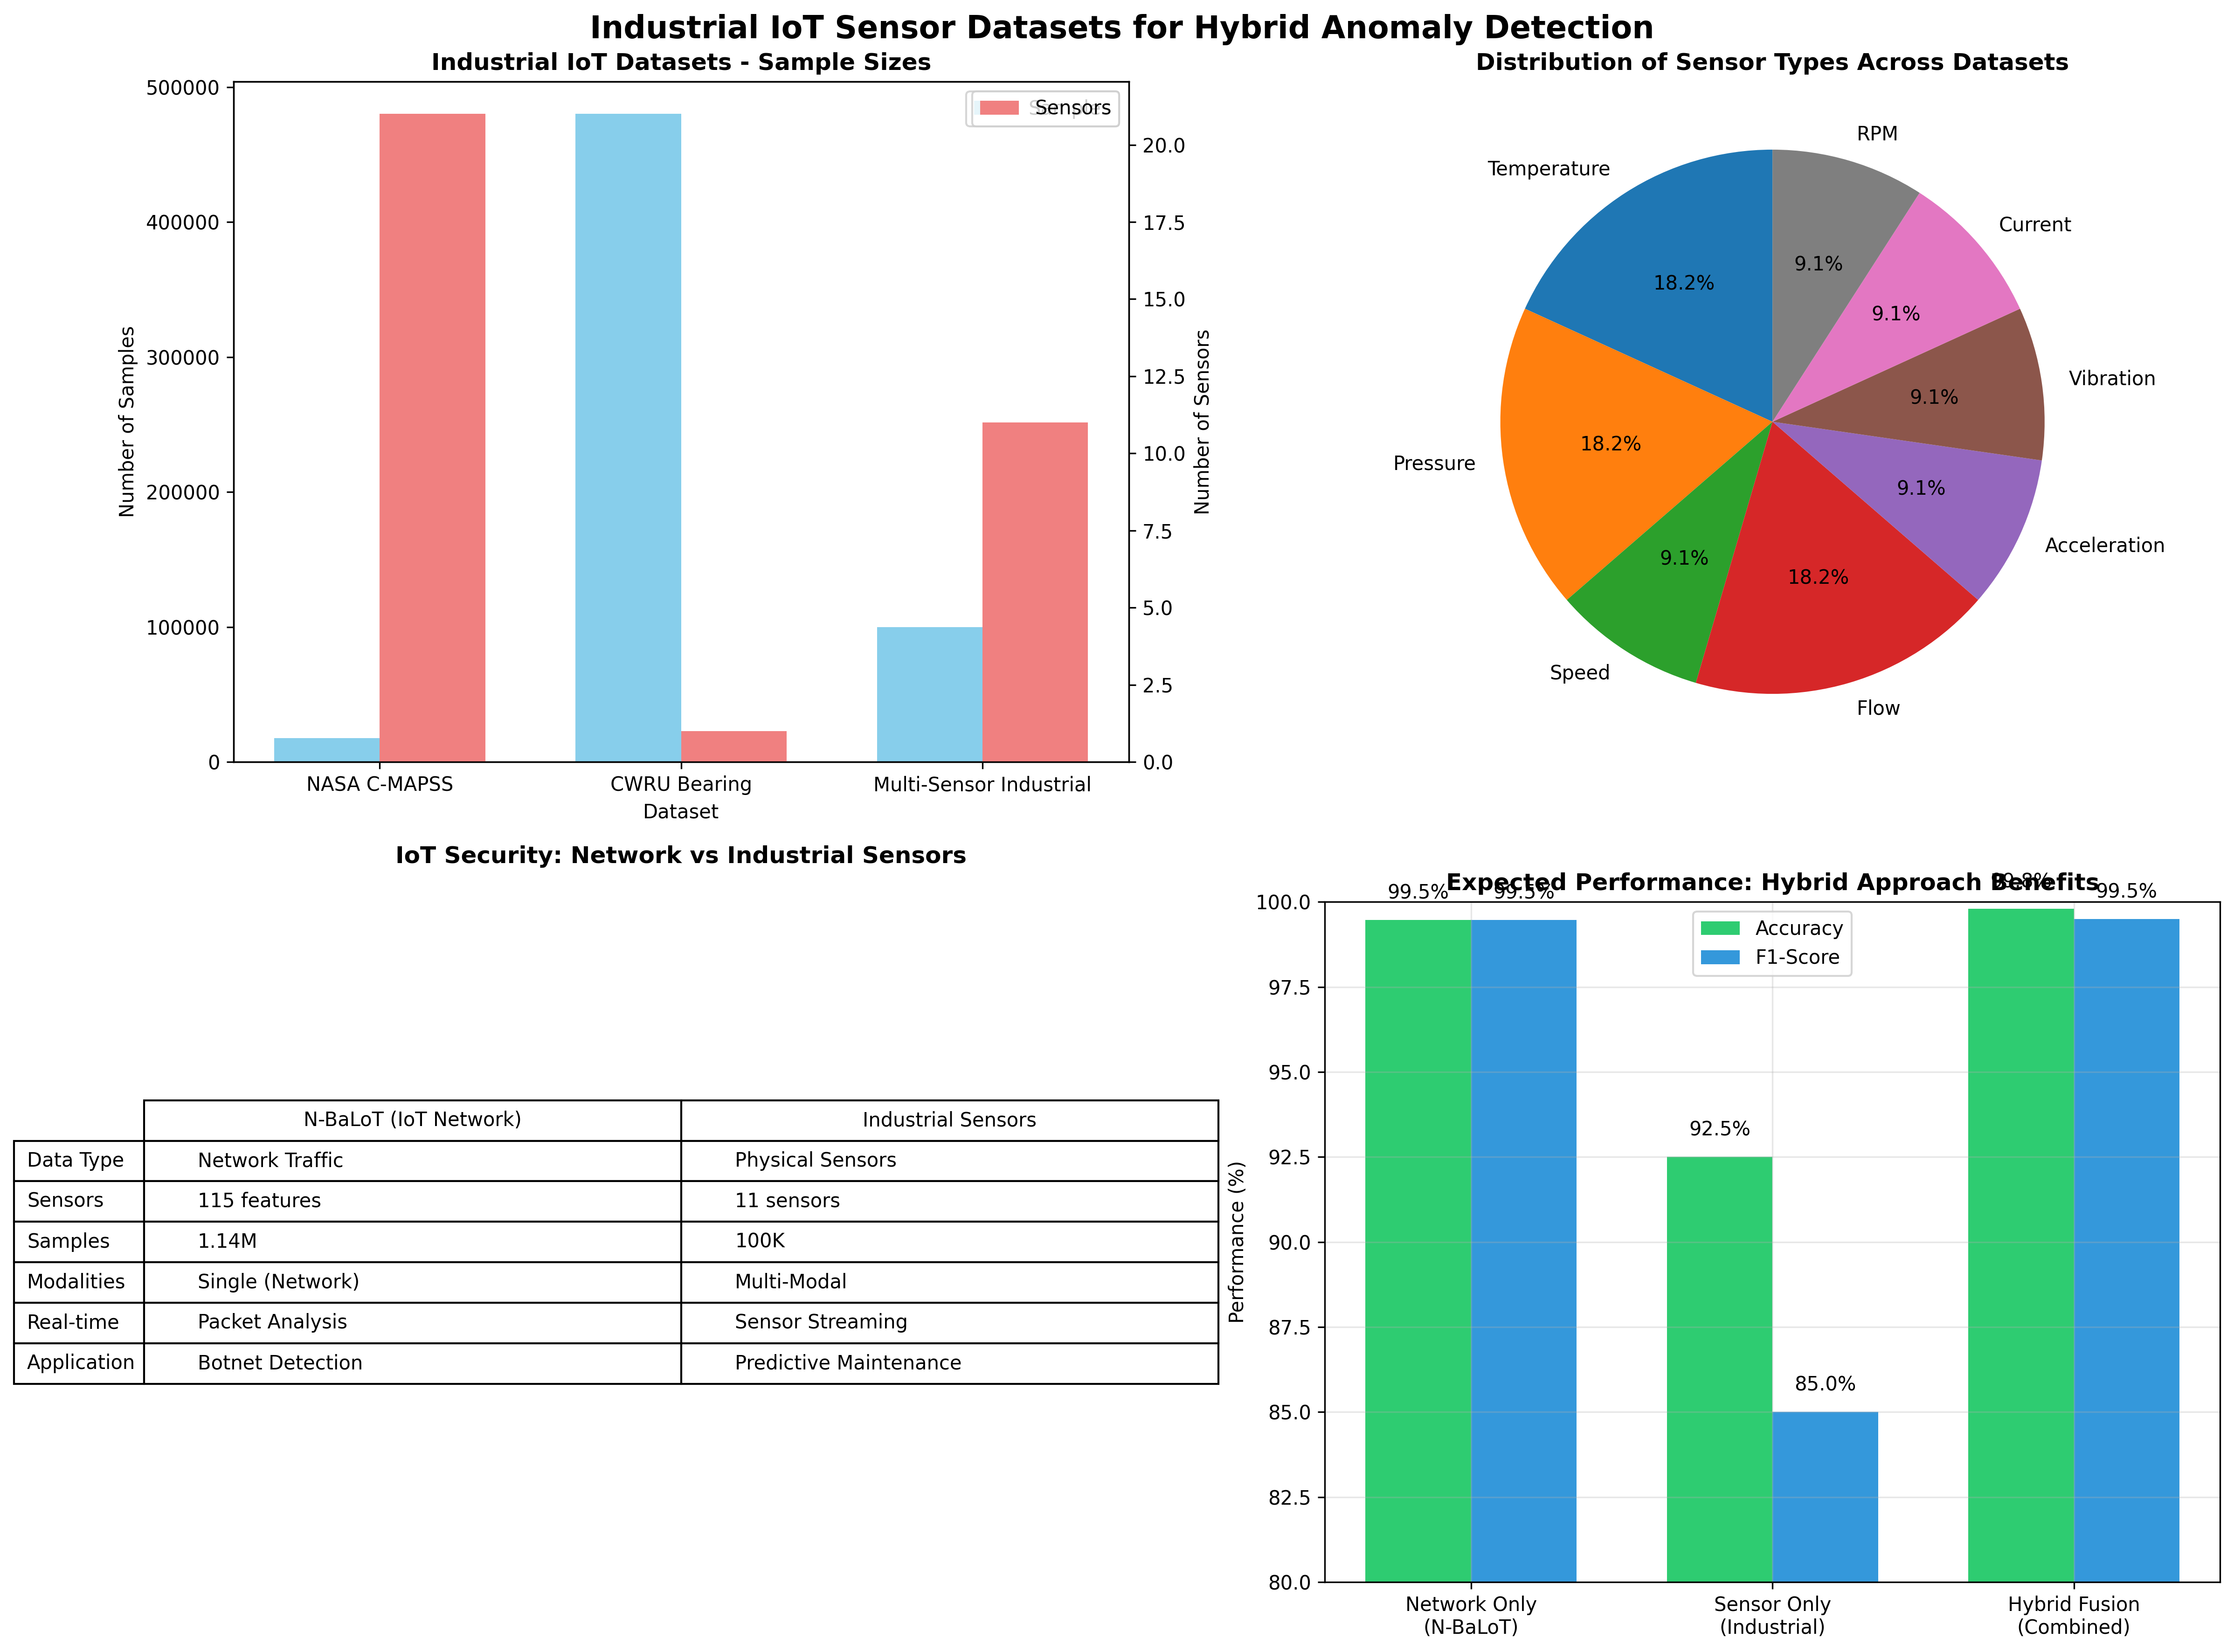 Industrial IoT Sensor Datasets for Hybrid Anomaly Detection
Industrial IoT Datasets - Sample Sizes
Number of Samples
500000
400000
300000
200000
100000
0
Sensors
Number of Sensors
20.0
17.5
15.0
12.5
10.0
7.5
5.0
2.5
0.0
NASA C-MAPSS
CWRU Bearing
Multi-Sensor Industrial
Dataset
Distribution of Sensor Types Across Datasets
RPM
Temperature
Current
Vibration
Pressure
Acceleration
Speed
Flow
9.1%
18.2%
9.1%
9.1%
18.2%
9.1%
9.1%
18.2%
IoT Security: Network vs Industrial Sensors
N-BaLoT (IoT Network) Industrial Sensors
Data Type Network Traffic Physical Sensors
Sensors 115 features 11 sensors
Samples 1.14M 100K
Modalities Single (Network) Multi-Modal
Real-time Packet Analysis Sensor Streaming
Application Botnet Detection Predictive Maintenance
Expected Performance: Hybrid Approach Benefits
99.5%
99.5%
99.8%
99.5%
92.5%
85.0%
Accuracy
F1-Score
Performance (%)
100.0
97.5
95.0
92.5
90.0
87.5
85.0
82.5
80.0
Network Only
(N-BaLoT)
Sensor Only
(Industrial)
Hybrid Fusion
(Combined)